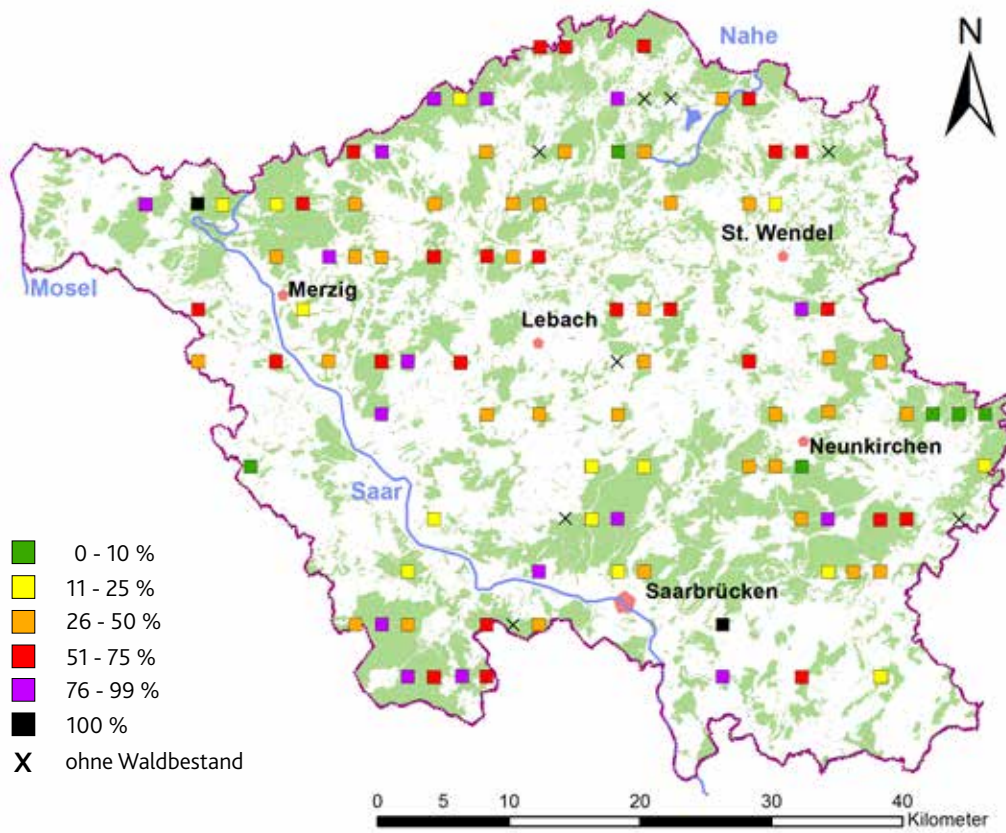 Nahe
N
St. Wendel
Mosel
Merzig
Lebach
Neunkirchen
Saar
Saarbrücken
0 - 10 %
11 - 25 %
26 - 50 %
51 - 75 %
76 - 99 %
100 %
X ohne Waldbestand
0 5 10 20 30 40
Kilometer